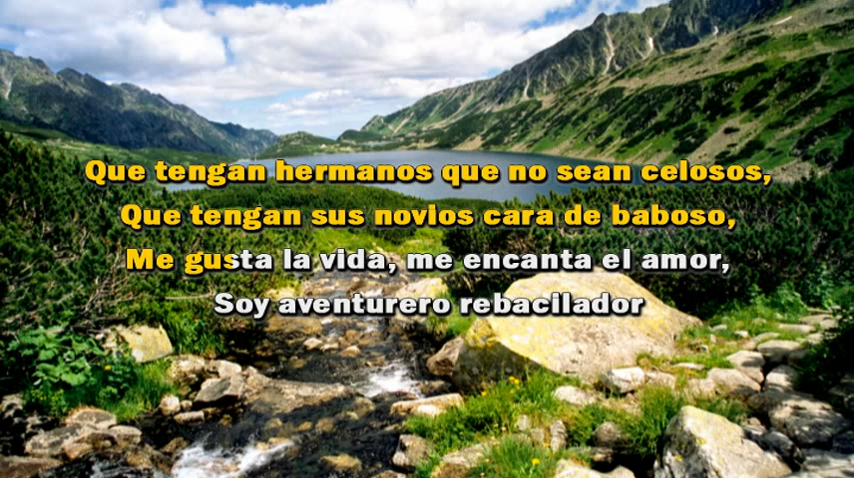 Que tengan hermanos que no sean celosos,
Que tengan sus novios cara de baboso,
Me gusta la vida, me encanta el amor,
Soy aventurero rebacilador